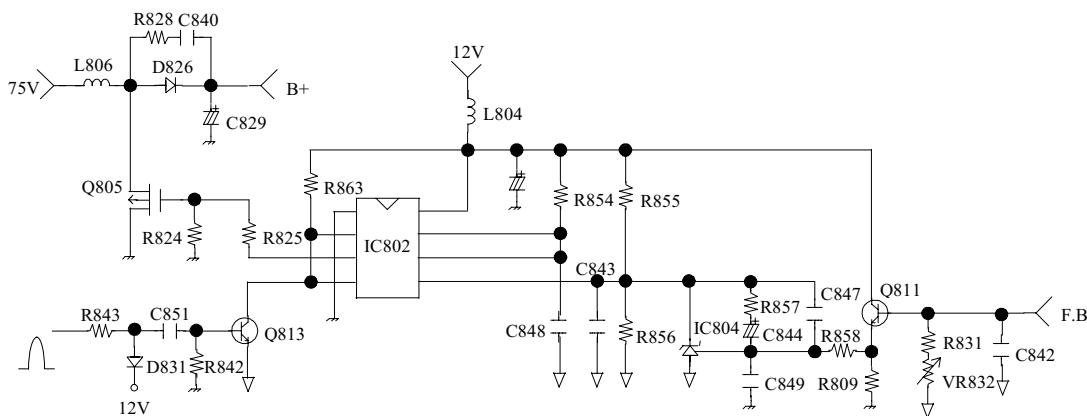 R828 C840
L806
D826
75V
B+
C829
12V
L804
Q805
R863
R854
R855
R824
R825
IC802
C843
Q811
R843
C851
Q813
C848
R856
IC804
R857
C844
C847
R858
F.B
D831
R842
C849
R809
R831
VR832
C842
12V